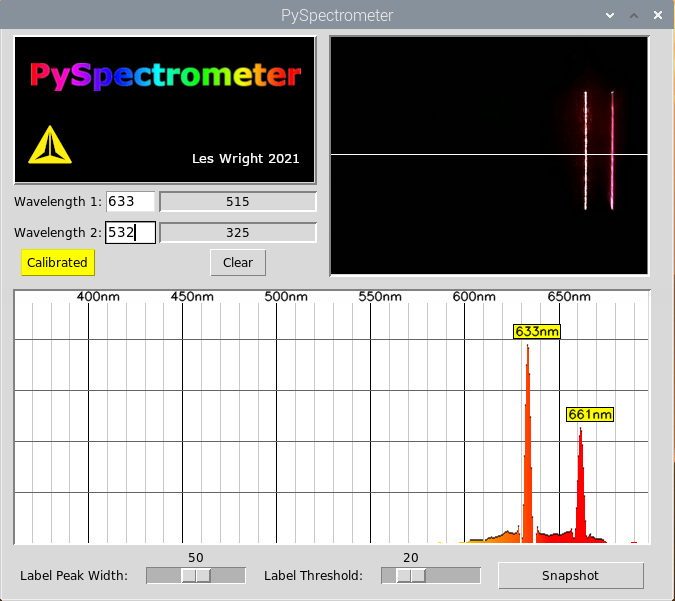 PySpectrometer
PySpectrometer
Les Wright 2021
Wavelength 1: 633 515
Wavelength 2: 532 325
Calibrated Clear
400nm 450nm 500nm 550nm 600nm 650nm
633nm
661nm
50 20
Label Peak Width: Label Threshold: Snapshot